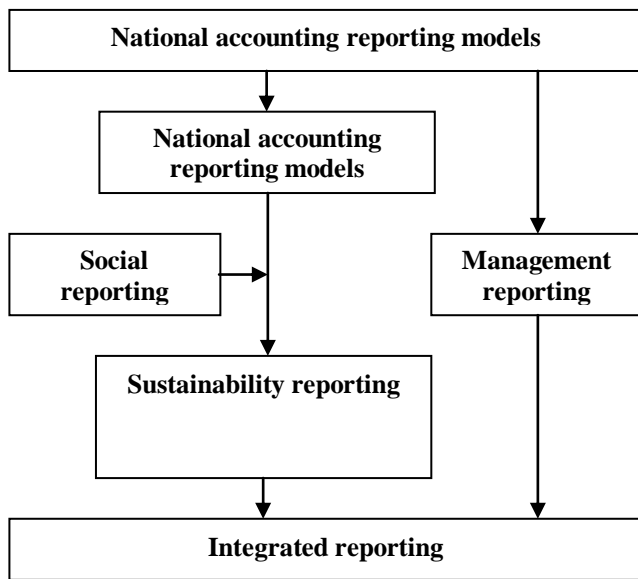 National accounting reporting models
National accounting
reporting models
Social
reporting
Management
reporting
Sustainability reporting
Integrated reporting